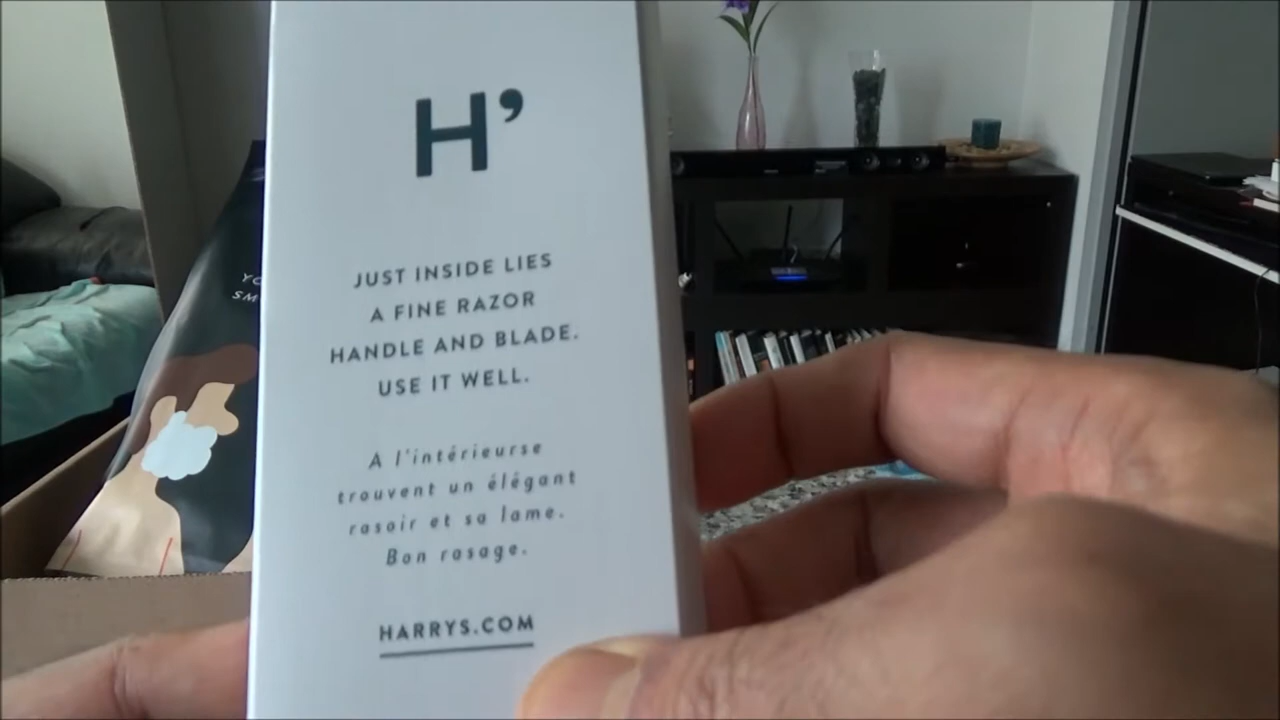 H’
JUST INSIDE LIES
A FINE RAZOR
HANDLE AND BLADE.
USE IT WELL.
A l'intérieurse
trouvent un élégant
rasoir et sa lame.
Bon rasage.
HARRYS.COM